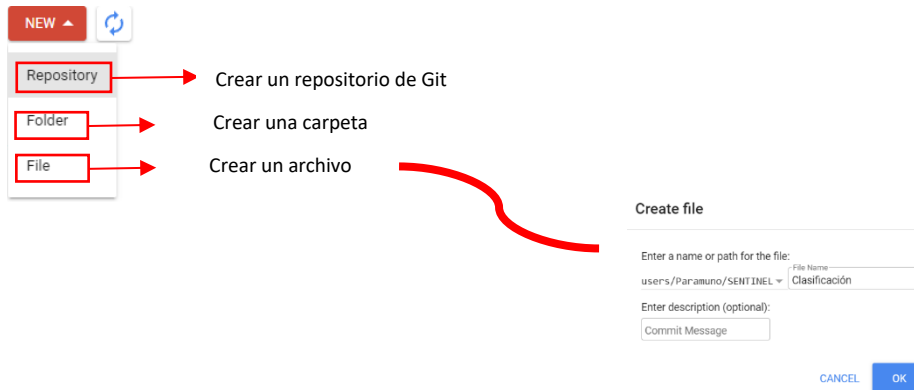 NEW
Repository
Crear un repositorio de Git
Folder
Crear una carpeta
File
Crear un archivo
Create file
Enter a name or path for the file:
File Name
users/Paramuno/SENTINEL
Clasificación
Enter description (optional):
Commit Message
CANCEL
OK